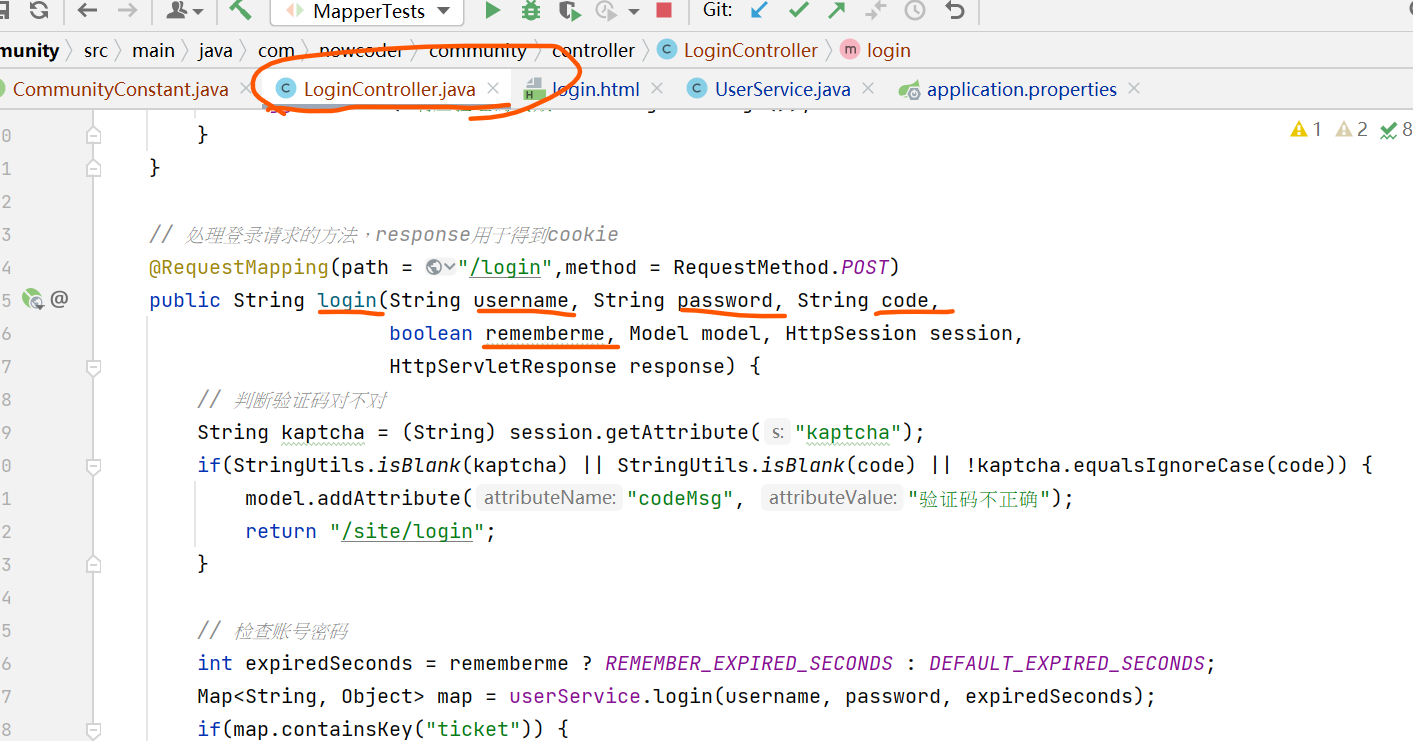 MapperTests Git:
munity src main java com nowcoder community controller LoginController login
CommunityConstant.java LoginController.java login.html UserService.java application.properties
0 }
1 2 8
1 }
2
3 // 处理登录请求的方法，response用于得到cookie
4 @RequestMapping(path = "/login",method = RequestMethod.POST)
5 @ public String login(String username, String password, String code,
6 boolean rememberme, Model model, HttpSession session,
7 HttpServletResponse response) {
8 // 判断验证码对不对
9 String kaptcha = (String) session.getAttribute( s: "kaptcha");
0 if(StringUtils.isBlank(kaptcha) || StringUtils.isBlank(code) || !kaptcha.equalsIgnoreCase(code)) {
1 model.addAttribute( attributeName: "codeMsg", attributeValue: "验证码不正确");
2 return "/site/login";
3 }
4
5 // 检查账号密码
6 int expiredSeconds = rememberme ? REMEMBER_EXPIRED_SECONDS : DEFAULT_EXPIRED_SECONDS;
7 Map<String, Object> map = userService.login(username, password, expiredSeconds);
8 if(map.containsKey("ticket")) {